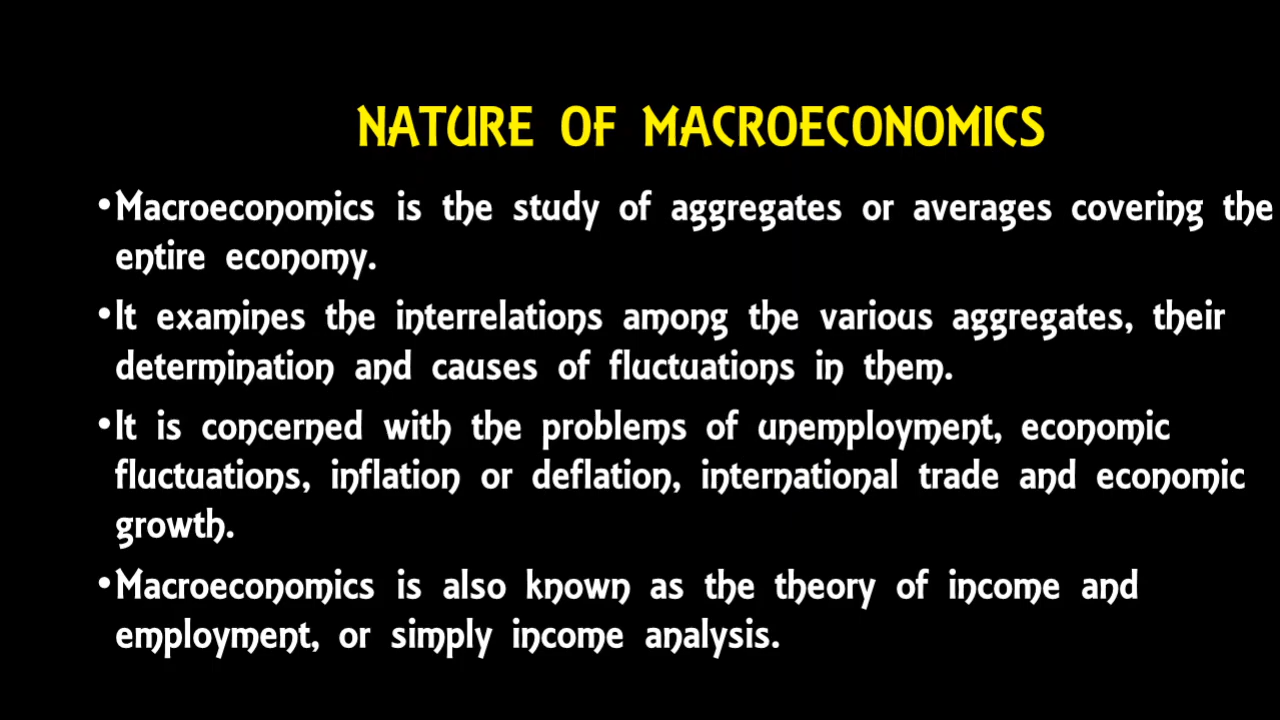 NATURE OF MACROECONOMICS
•Macroeconomics is the study of aggregates or averages covering the
entire economy.
•It examines the interrelations among the various aggregates, their
determination and causes of fluctuations in them.
•It is concerned with the problems of unemployment, economic
fluctuations, inflation or deflation, international trade and economic
growth.
•Macroeconomics is also known as the theory of income and
employment, or simply income analysis.